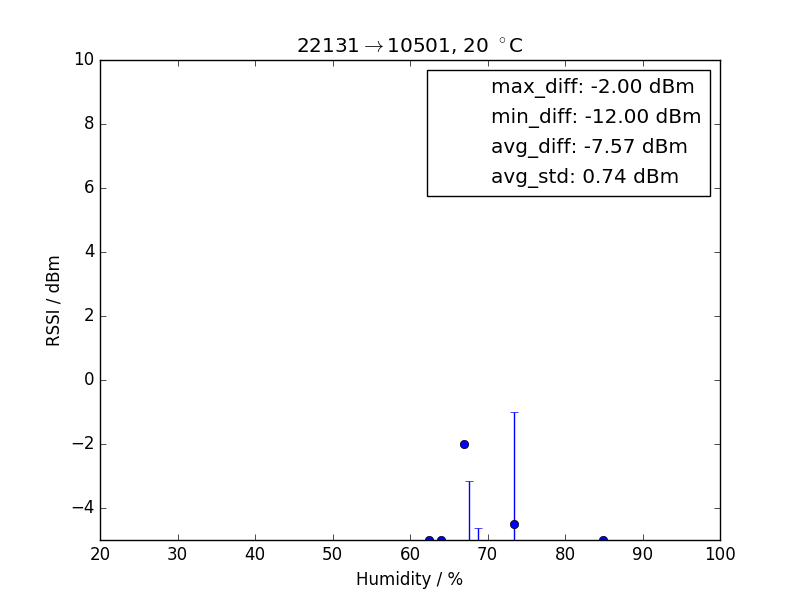 22131→10501, 20 °C
max_diff: -2.00 dBm
min_diff: -12.00 dBm
avg_diff: -7.57 dBm
avg_std: 0.74 dBm
10
8
6
4
2
0
−2
−4
RSSI / dBm
20 30 40 50 60 70 80 90 100
Humidity / %